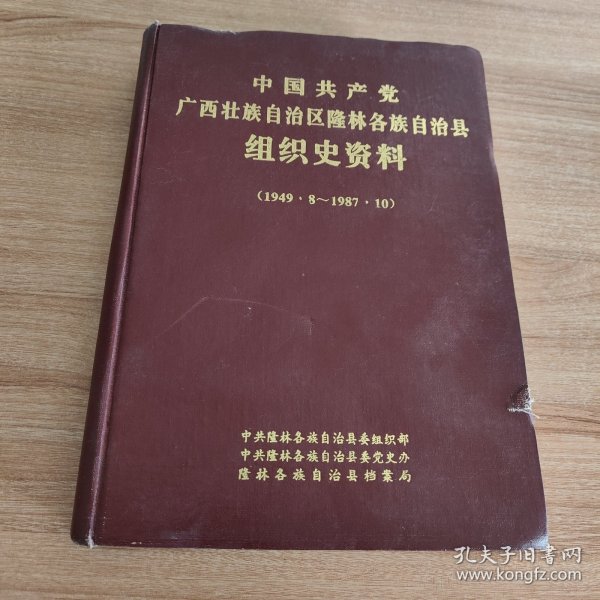 中国共产党
广西壮族自治区隆林各族自治县
组织史资料
(1949·8~1987·10)
中共隆林各族自治县委组织部
中共隆林各族自治县委党史办
隆林各族自治县档案局
孔夫子旧书网
www.kongfz.com